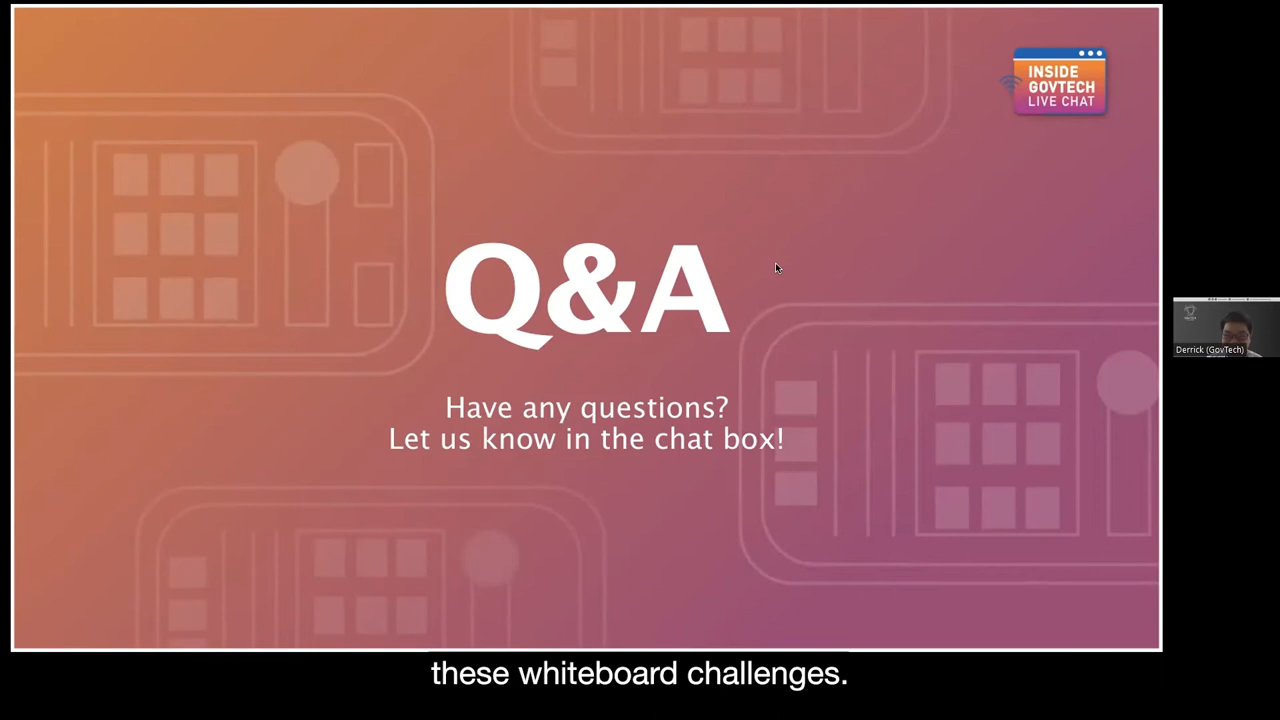 INSIDE
GOVTECH
LIVE CHAT
Q&A
Have any questions?
Let us know in the chat box!
Derrick (GovTech)
these whiteboard challenges.